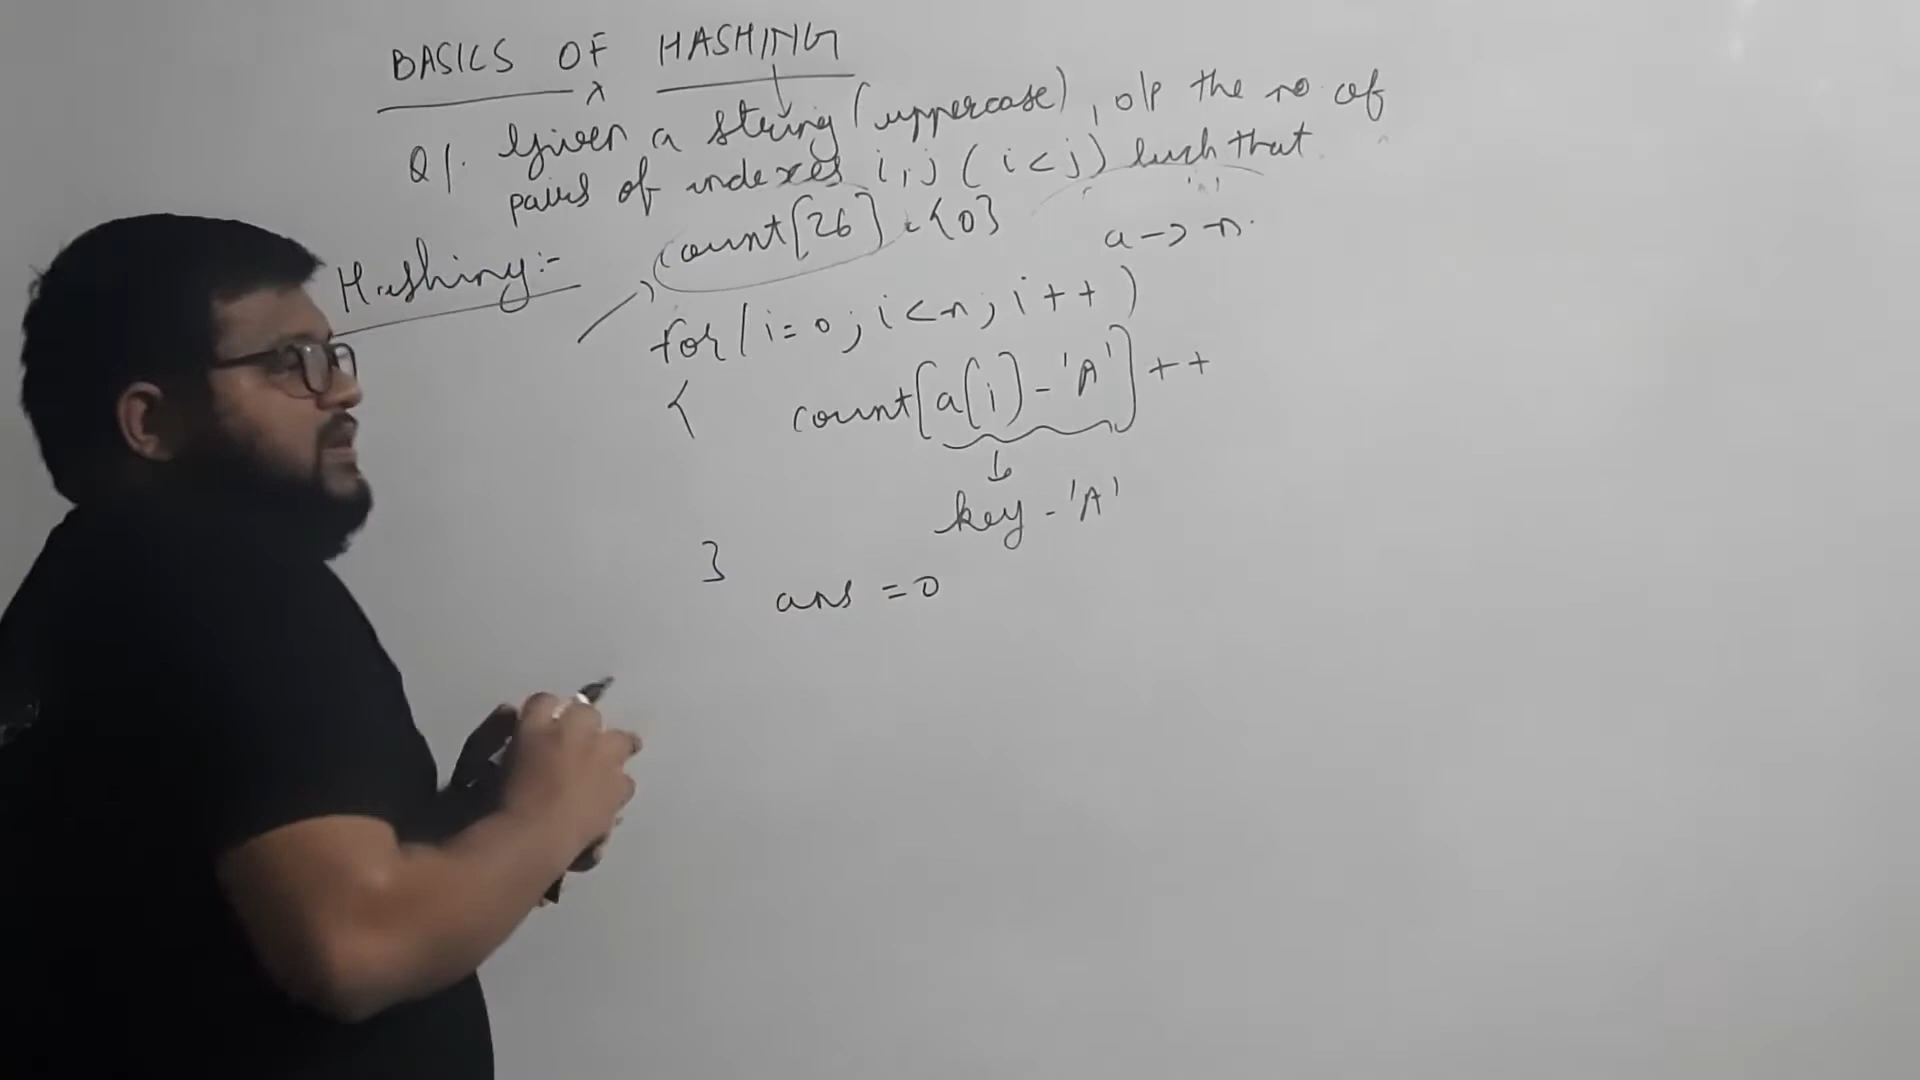 BASICS OF HASHING
Q1. Given a string (uppercase), o/p the no of
pairs of indexes i, j (i<j) such that
Hashing:-
count[26] = {0}
a -> n
for(i=0; i<n; i++)
{
count[a[i]-'A']++
key-'A'
}
ans = 0